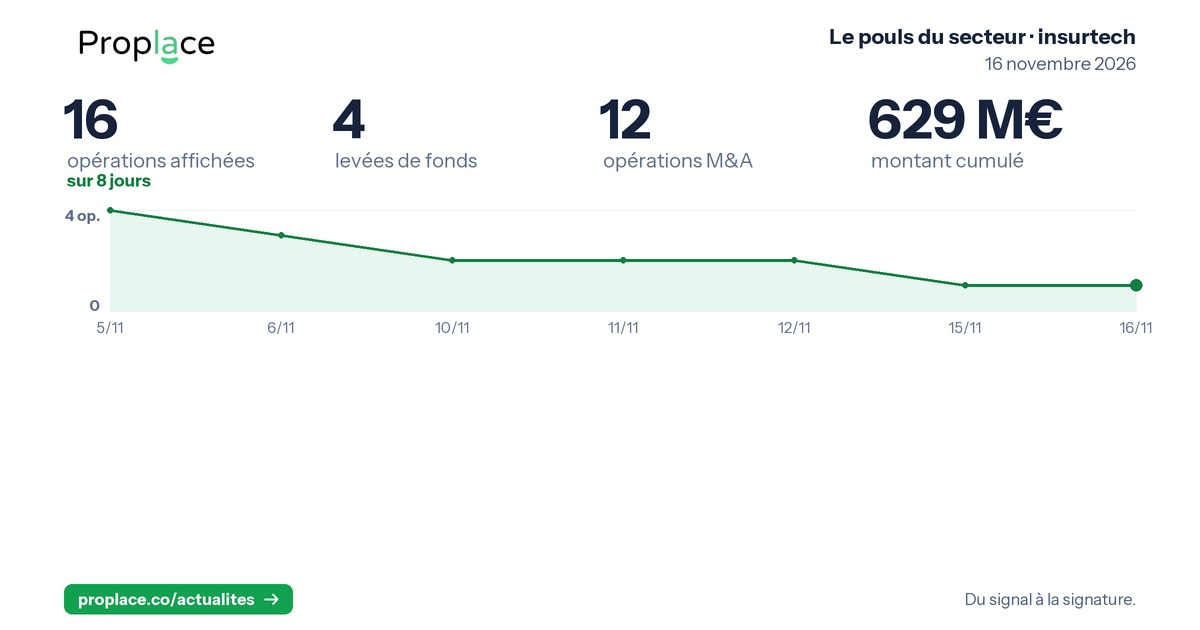 Proplace
Le pouls du secteur · insurtech
16 novembre 2026
16
opérations affichées
sur 8 jours
4
levées de fonds
12
opérations M&A
629 M€
montant cumulé
4 op.
0
5/11
6/11
10/11
11/11
12/11
15/11
16/11
proplace.co/actualites →
Du signal à la signature.